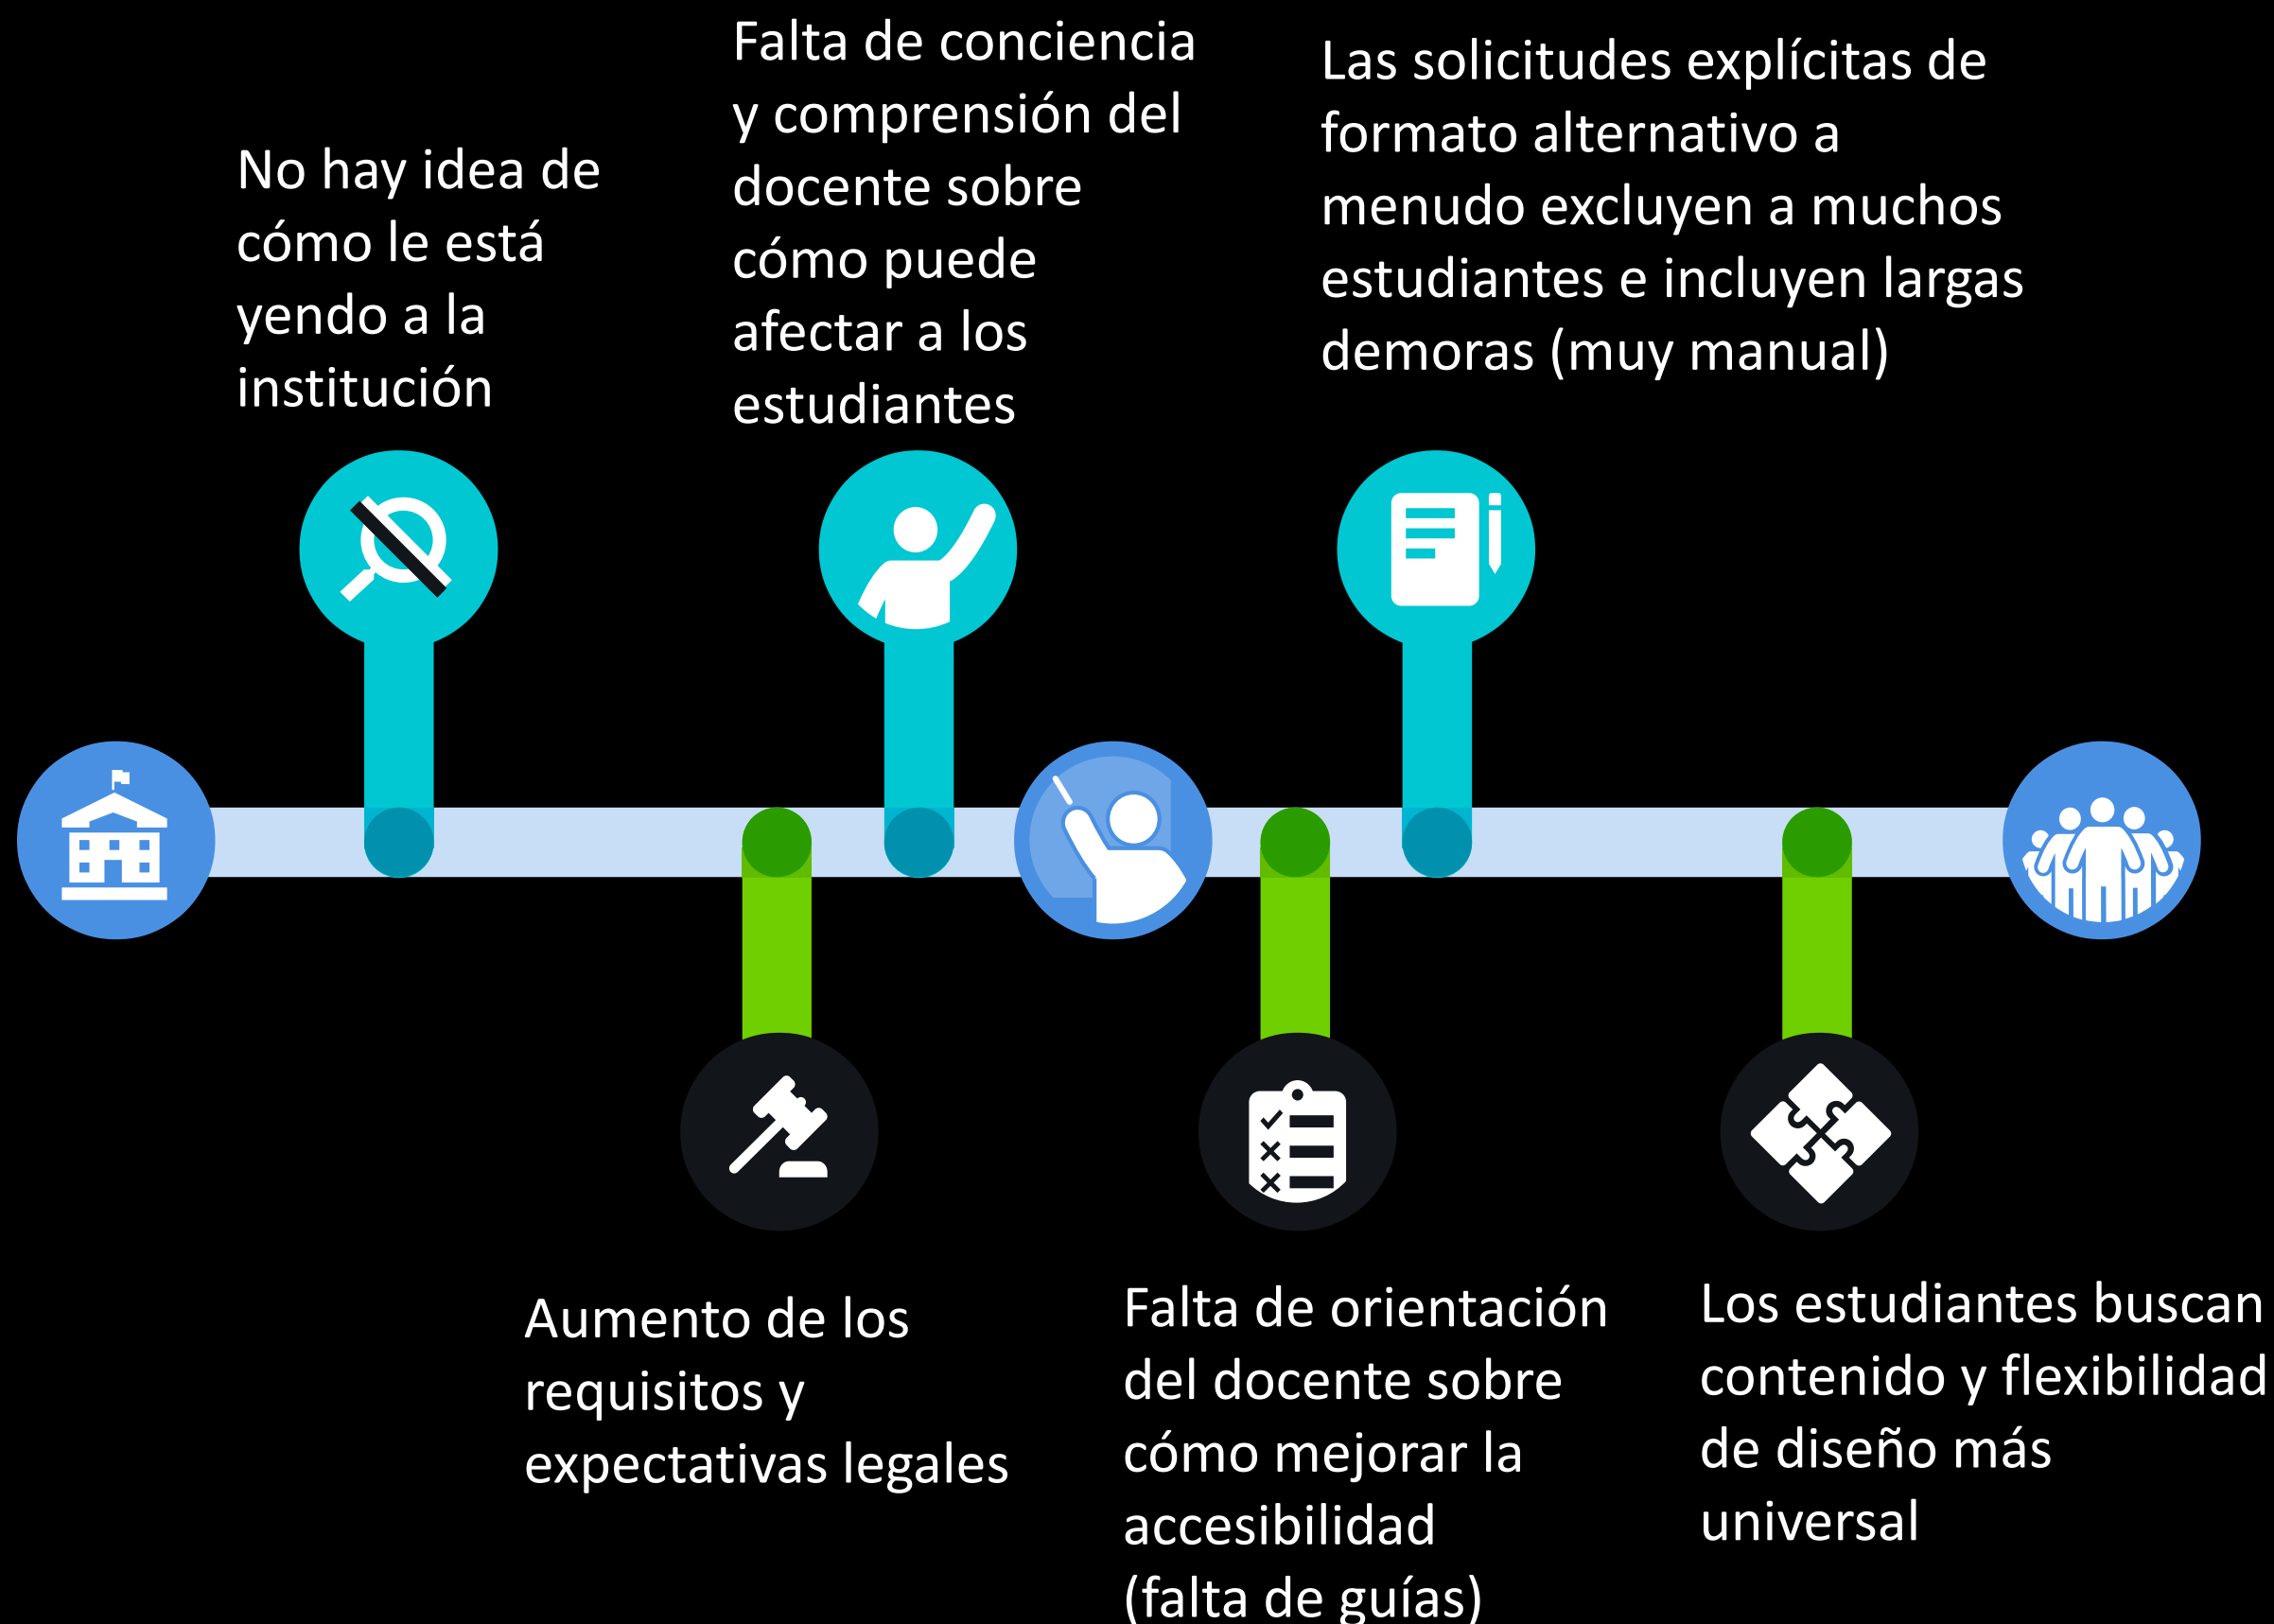 No hay idea de
cómo le está
yendo a la
institución
Falta de conciencia
y comprensión del
docente sobre
cómo puede
afectar a los
estudiantes
Las solicitudes explícitas de
formato alternativo a
menudo excluyen a muchos
estudiantes e incluyen largas
demoras (muy manual)
Aumento de los
requisitos y
expectativas legales
Falta de orientación
del docente sobre
cómo mejorar la
accesibilidad
(falta de guías)
Los estudiantes buscan
contenido y flexibilidad
de diseño más
universal